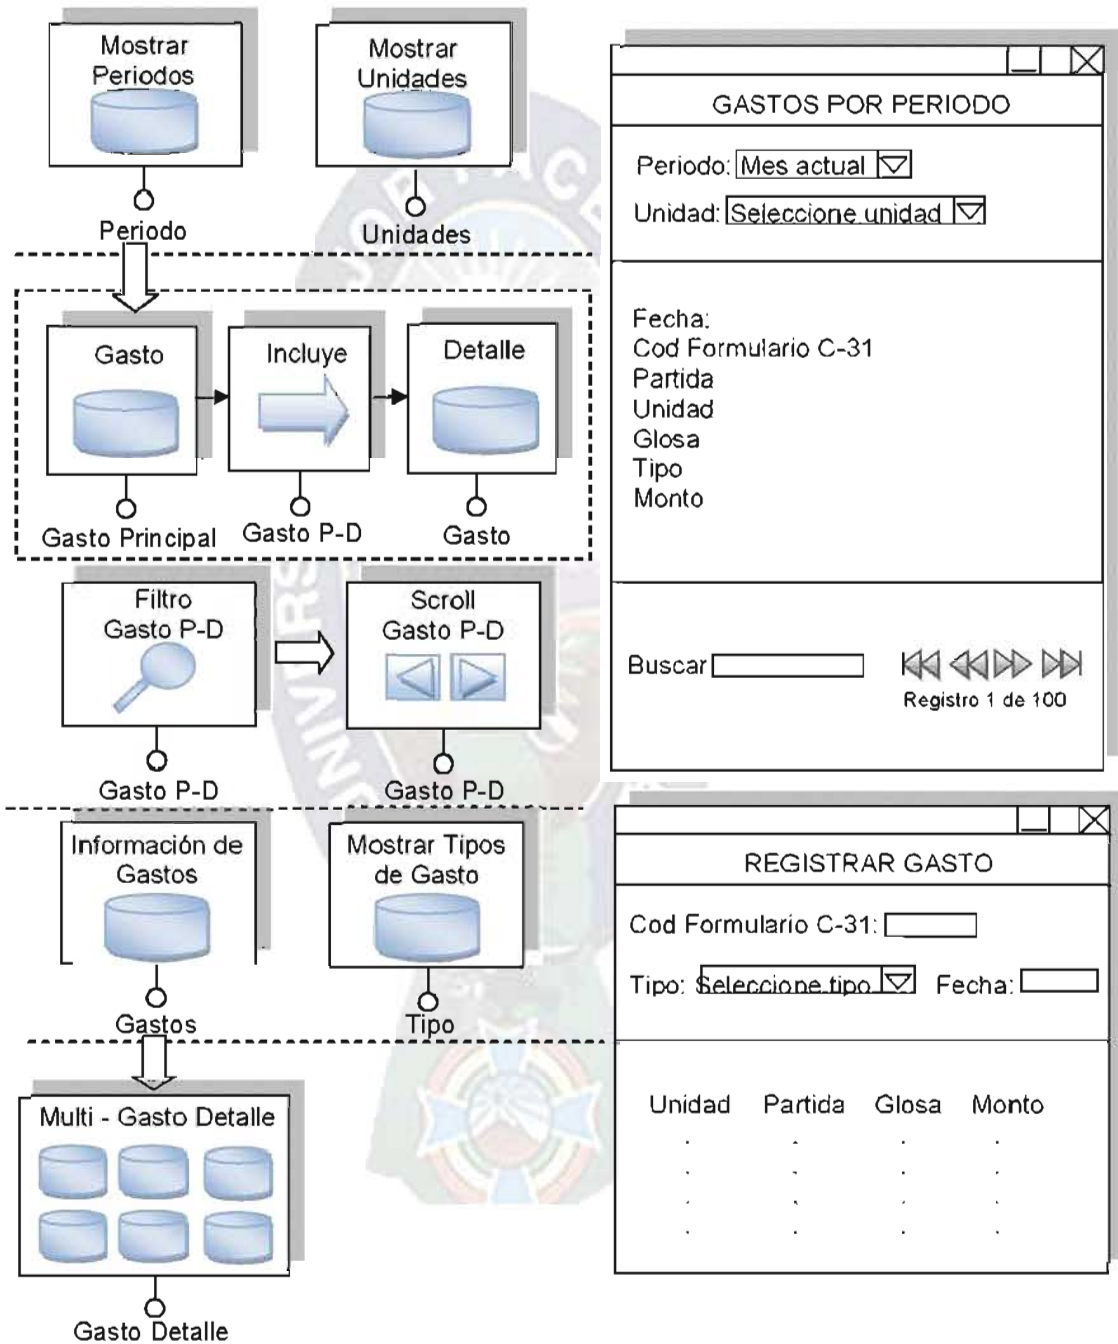 Mostrar
Periodos
Periodo
Mostrar
Unidades
Unidades
Gasto
Gasto Principal
Incluye
Gasto P-D
Detalle
Gasto
Filtro
Gasto P-D
Gasto P-D
Scroll
Gasto P-D
Gasto P-D
Información de
Gastos
Gastos
Mostrar Tipos
de Gasto
Tipo
Multi - Gasto Detalle
Gasto Detalle
GASTOS POR PERIODO
Periodo: Mes actual
Unidad: Seleccione unidad
Fecha:
Cod Formulario C-31
Partida
Unidad
Glosa
Tipo
Monto
Buscar
Registro 1 de 100
REGISTRAR GASTO
Cod Formulario C-31:
Tipo: Seleccione tipo Fecha:
Unidad Partida Glosa Monto